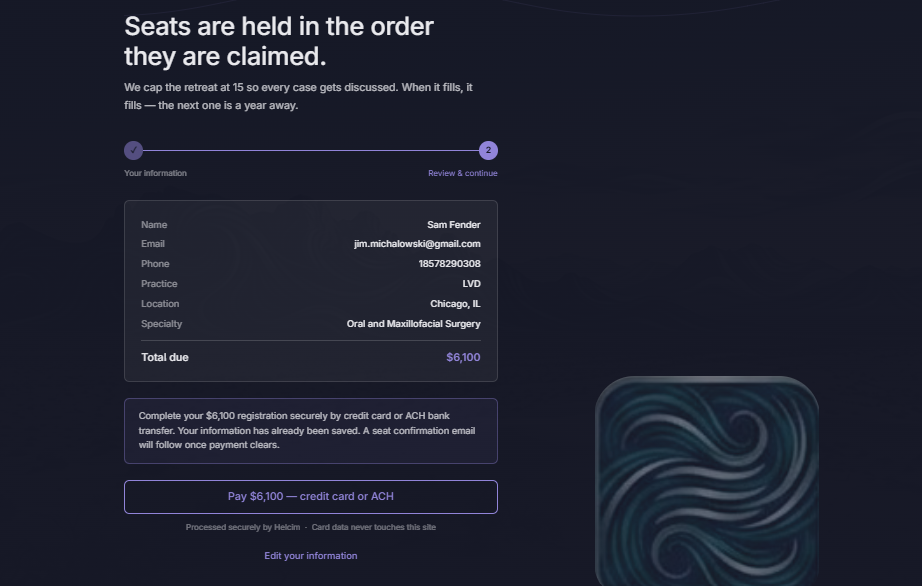 Seats are held in the order
they are claimed.
We cap the retreat at 15 so every case gets discussed. When it fills, it
fills — the next one is a year away.
✓ 2
Your information Review & continue
Name Sam Fender
Email jim.michalowski@gmail.com
Phone 18578290308
Practice LVD
Location Chicago, IL
Specialty Oral and Maxillofacial Surgery
Total due $6,100
Complete your $6,100 registration securely by credit card or ACH bank
transfer. Your information has already been saved. A seat confirmation email
will follow once payment clears.
Pay $6,100 — credit card or ACH
Processed securely by Helcim · Card data never touches this site
Edit your information